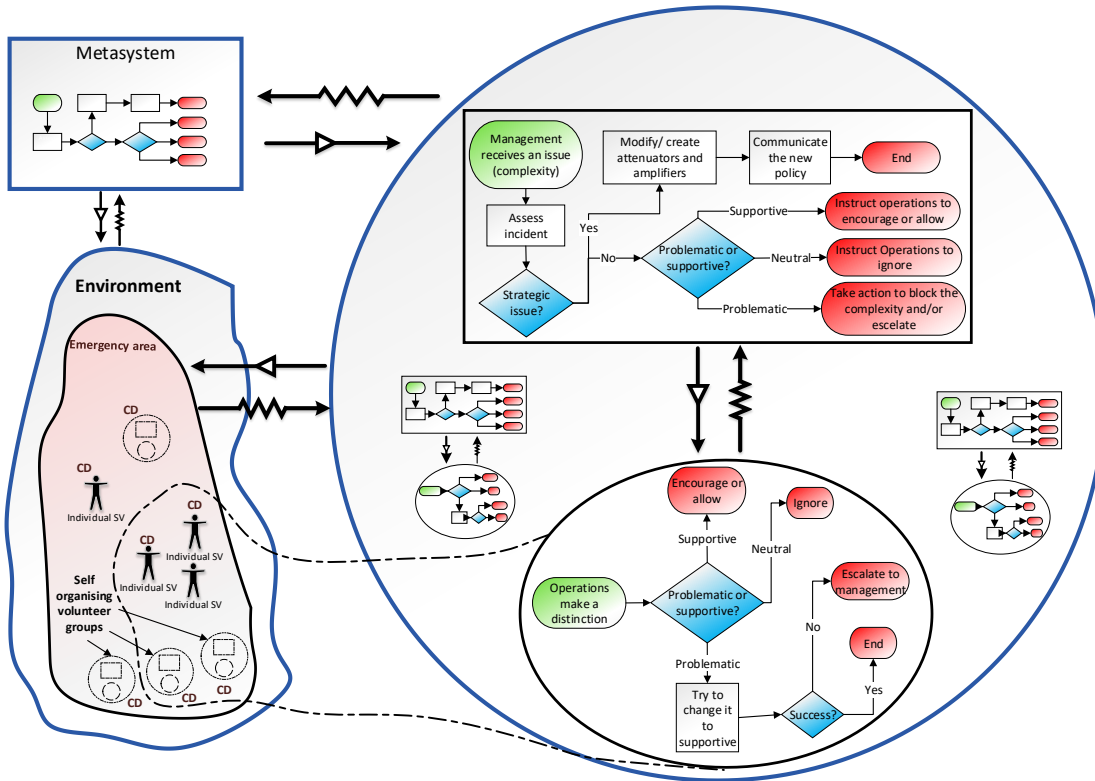 Metasystem
Management
receives an issue
(complexity)
Modify/ create
attenuators and
amplifiers
Communicate
the new
policy
End
Assess
incident
Yes
Supportive
Instruct operations to
encourage or allow
Strategic
issue?
No
Problematic or
supportive?
Neutral
Instruct Operations to
ignore
Problematic
Take action to block the
complexity and/or
escelate
Environment
Emergency area
CD
CD
Individual SV
CD
Individual SV
CD
Individual SV
Individual SV
Self
organising
volunteer
groups
CD
CD
CD
Encourage or
allow
Ignore
Supportive
Neutral
Operations
make a
distinction
Problematic or
supportive?
Escalate to
management
No
Problematic
End
Try to
change it to
supportive
Success?
Yes